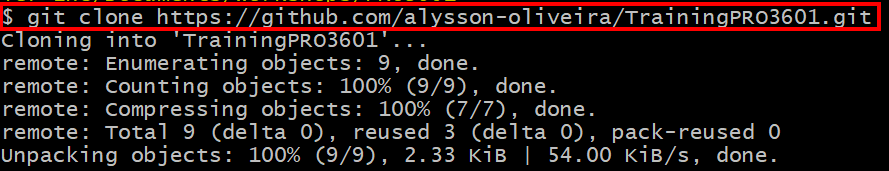 $ git clone https://github.com/alysson-oliveira/TrainingPRO3601.git
Cloning into 'TrainingPRO3601'...
remote: Enumerating objects: 9, done.
remote: Counting objects: 100% (9/9), done.
remote: Compressing objects: 100% (7/7), done.
remote: Total 9 (delta 0), reused 3 (delta 0), pack-reused 0
Unpacking objects: 100% (9/9), 2.33 KiB | 54.00 KiB/s, done.